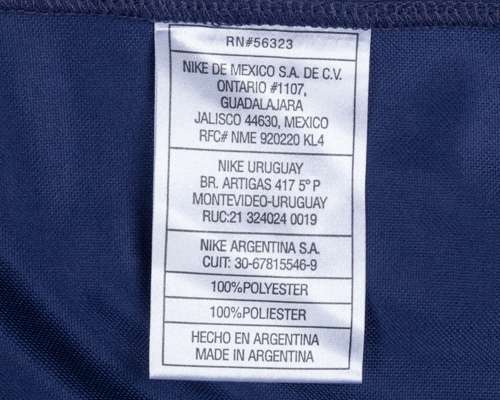 RN#56323
NIKE DE MEXICO S.A. DE C.V.
ONTARIO #1107,
GUADALAJARA
JALISCO 44630, MEXICO
RFC# NME 920220 KL4
NIKE URUGUAY
BR. ARTIGAS 417 5º P
MONTEVIDEO-URUGUAY
RUC:21 324024 0019
NIKE ARGENTINA S.A.
CUIT: 30-67815546-9
100%POLYESTER
100%POLIESTER
HECHO EN ARGENTINA
MADE IN ARGENTINA